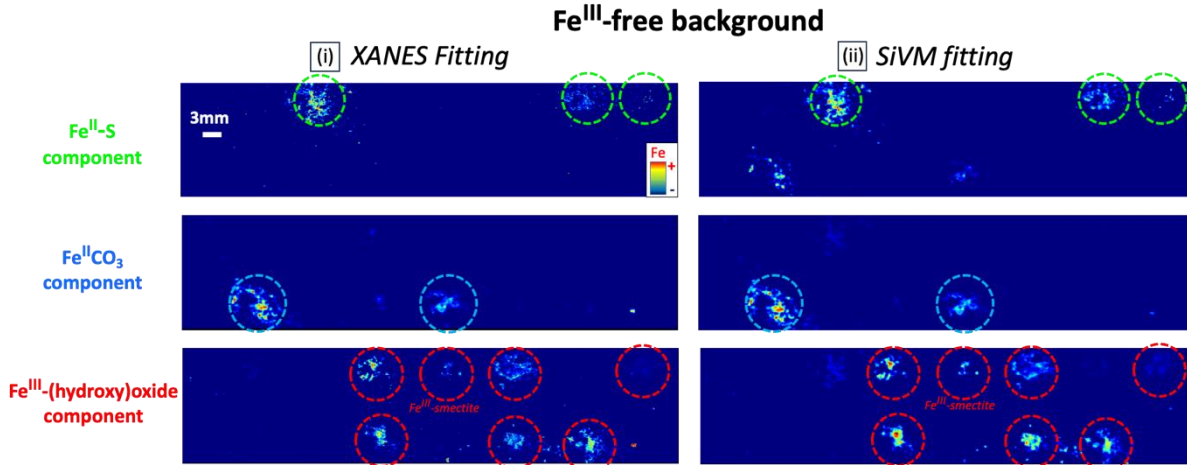 Fe^III-free background
(i) XANES Fitting
(ii) SiVM fitting
Fe^II-S
component
3mm
Fe
+
-
Fe^IICO₃
component
Fe^III-(hydroxy)oxide
component
Fe^III-smectite
Fe^III-smectite